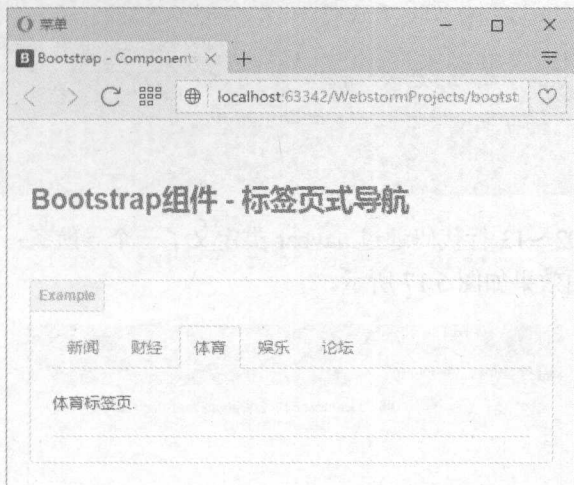 菜单
B Bootstrap - Component
localhost:63342/WebstormProjects/bootst
Bootstrap组件 - 标签页式导航
Example
新闻 财经 体育 娱乐 论坛
体育标签页.